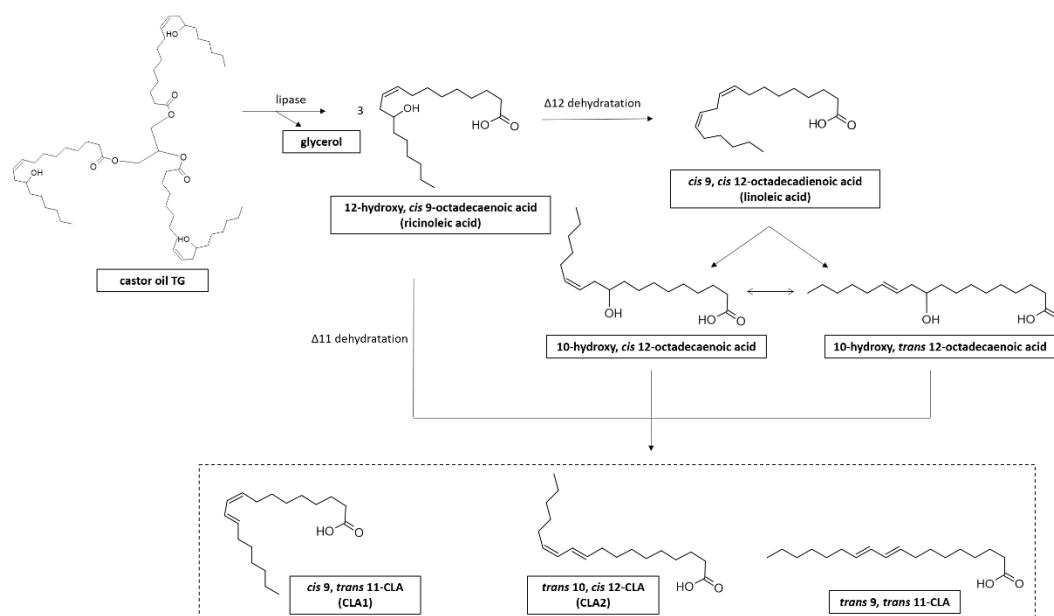 HO
OH
HO
castor oil TG
lipase
glycerol
3
OH
HO
O
12-hydroxy, cis 9-octadecaenoic acid
(ricinoleic acid)
Δ12 dehydratation
HO
O
cis 9, cis 12-octadecadienoic acid
(linoleic acid)
OH
HO
O
10-hydroxy, cis 12-octadecaenoic acid
OH
HO
O
10-hydroxy, trans 12-octadecaenoic acid
Δ11 dehydratation
HO
O
cis 9, trans 11-CLA
(CLA1)
HO
O
trans 10, cis 12-CLA
(CLA2)
HO
O
trans 9, trans 11-CLA